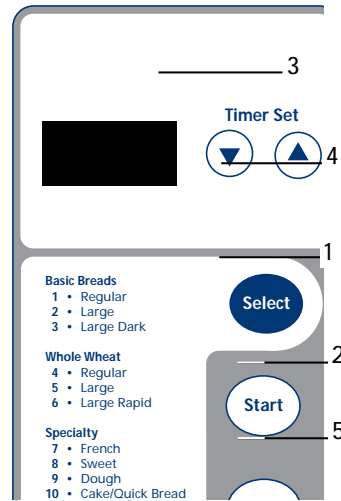 3
Timer Set
4
1
Basic Breads
1 • Regular
2 • Large
3 • Large Dark
Select
Whole Wheat
4 • Regular
5 • Large
6 • Large Rapid
2
Start
5
Specialty
7 • French
8 • Sweet
9 • Dough
10 • Cake/Quick Bread